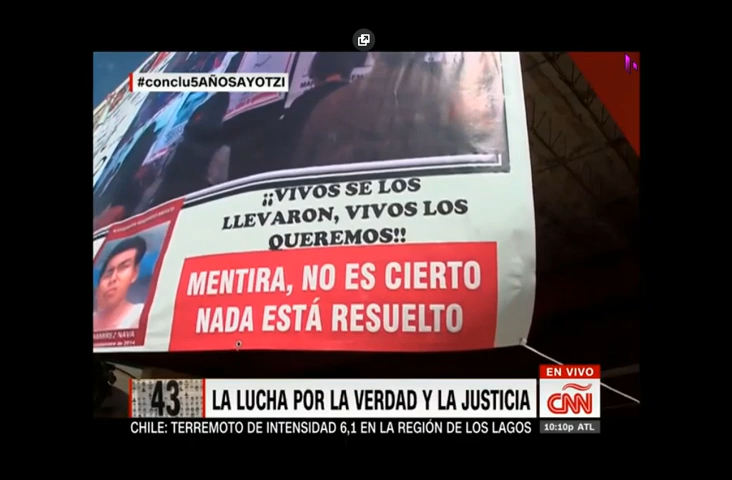 #conclu5AÑOSAYOTZI
¡¡VIVOS SE LOS
LLEVARON, VIVOS LOS
QUEREMOS!!
MENTIRA, NO ES CIERTO
NADA ESTÁ RESUELTO
NAVA
43
LA LUCHA POR LA VERDAD Y LA JUSTICIA
EN VIVO
CNN
CHILE: TERREMOTO DE INTENSIDAD 6,1 EN LA REGIÓN DE LOS LAGOS
10:10p ATL